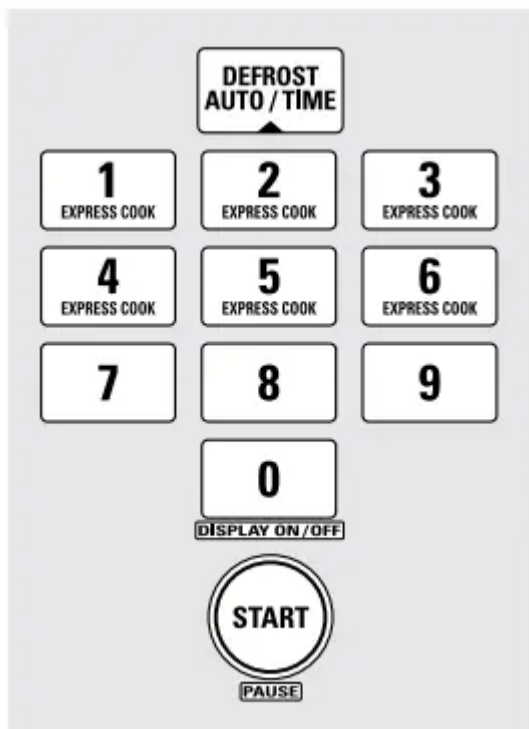 DEFROST
AUTO / TIME
1
EXPRESS COOK
2
EXPRESS COOK
3
EXPRESS COOK
4
EXPRESS COOK
5
EXPRESS COOK
6
EXPRESS COOK
7
8
9
0
DISPLAY ON/OFF
START
PAUSE